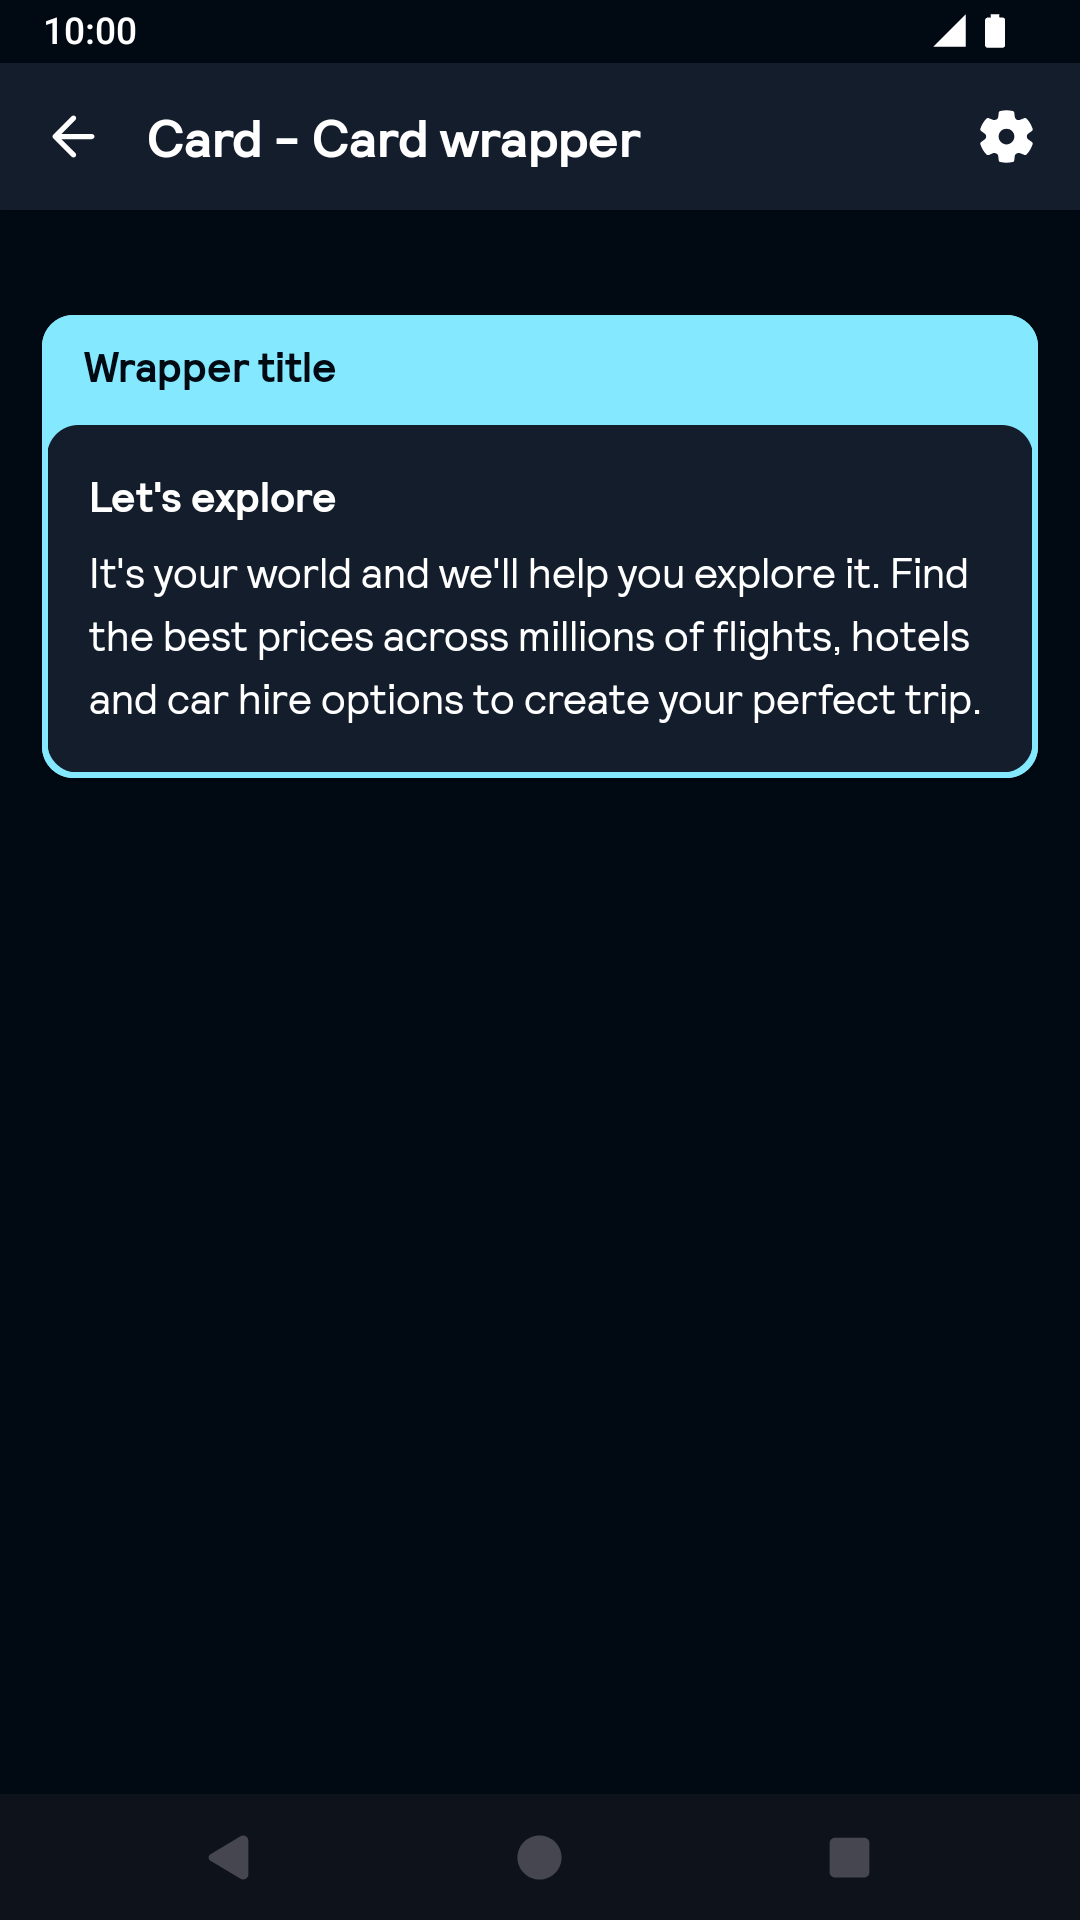 10:00
Card - Card wrapper
Wrapper title
Let's explore
It's your world and we'll help you explore it. Find
the best prices across millions of flights, hotels
and car hire options to create your perfect trip.